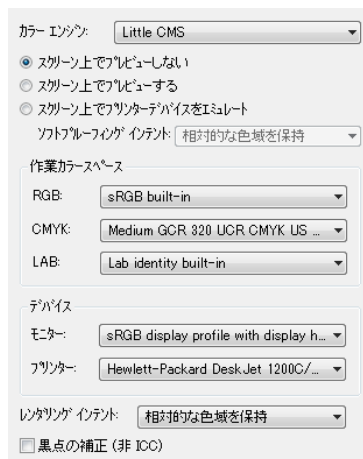 カラー エンジン: Little CMS
スクリーン上でプレビューしない
スクリーン上でプレビューする
スクリーン上でプリンターデバイスをエミュレート
ソフトプルーフィング インテント: 相対的な色域を保持
作業カラースペース
RGB: sRGB built-in
CMYK: Medium GCR 320 UCR CMYK US ...
LAB: Lab identity built-in
デバイス
モニター: sRGB display profile with display h...
プリンター: Hewlett-Packard DeskJet 1200C/...
レンダリング インテント: 相対的な色域を保持
黒点の補正 (非 ICC)